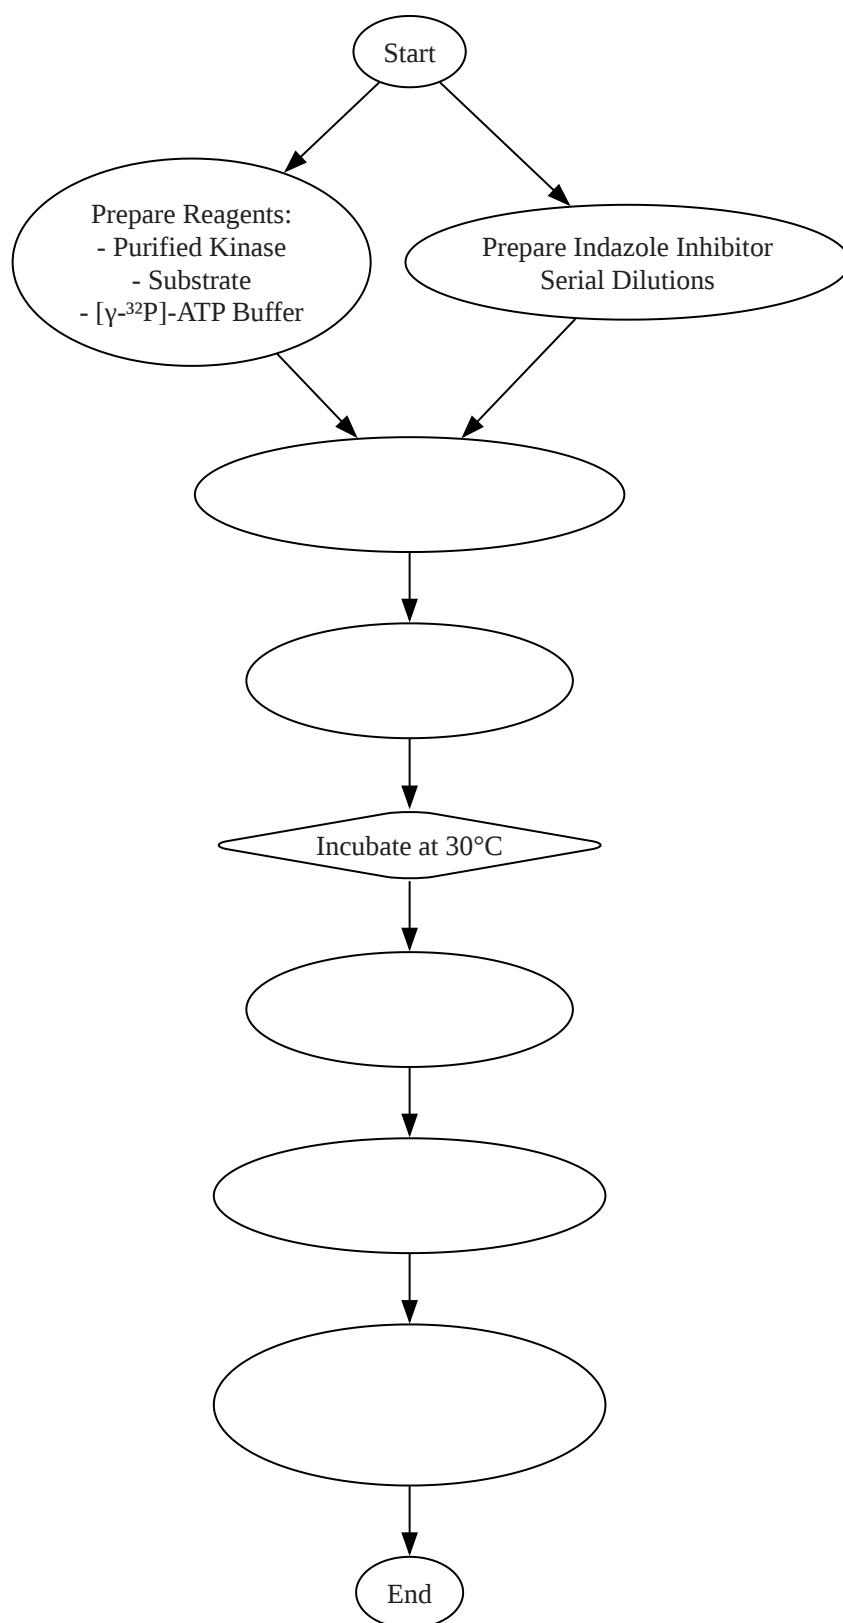 Start
Prepare Reagents:
- Purified Kinase
- Substrate
- [γ-³²P]-ATP Buffer
Prepare Indazole Inhibitor
Serial Dilutions
Incubate at 30°C
End